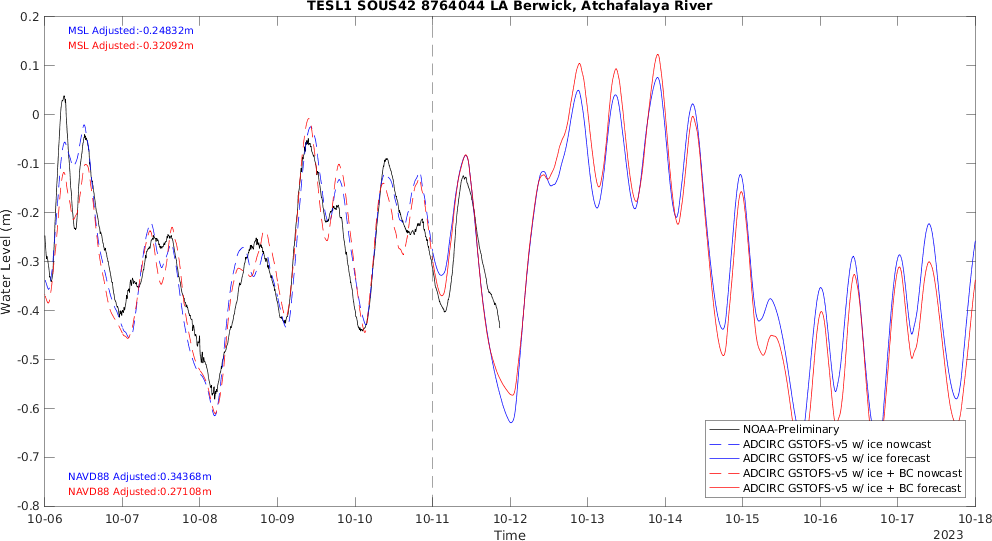 TESL1 SOUS42 8764044 LA Berwick, Atchafalaya River
MSL Adjusted:-0.24832m
MSL Adjusted:-0.32092m
0.2
0.1
0
-0.1
-0.2
-0.3
-0.4
-0.5
-0.6
-0.7
-0.8
Water Level (m)
NAVD88 Adjusted:0.34368m
NAVD88 Adjusted:0.27108m
NOAA-Preliminary
ADCIRC GSTOFS-v5 w/ ice nowcast
ADCIRC GSTOFS-v5 w/ ice forecast
ADCIRC GSTOFS-v5 w/ ice + BC nowcast
ADCIRC GSTOFS-v5 w/ ice + BC forecast
10-06 10-07 10-08 10-09 10-10 10-11 10-12 10-13 10-14 10-15 10-16 10-17 10-18
Time
2023